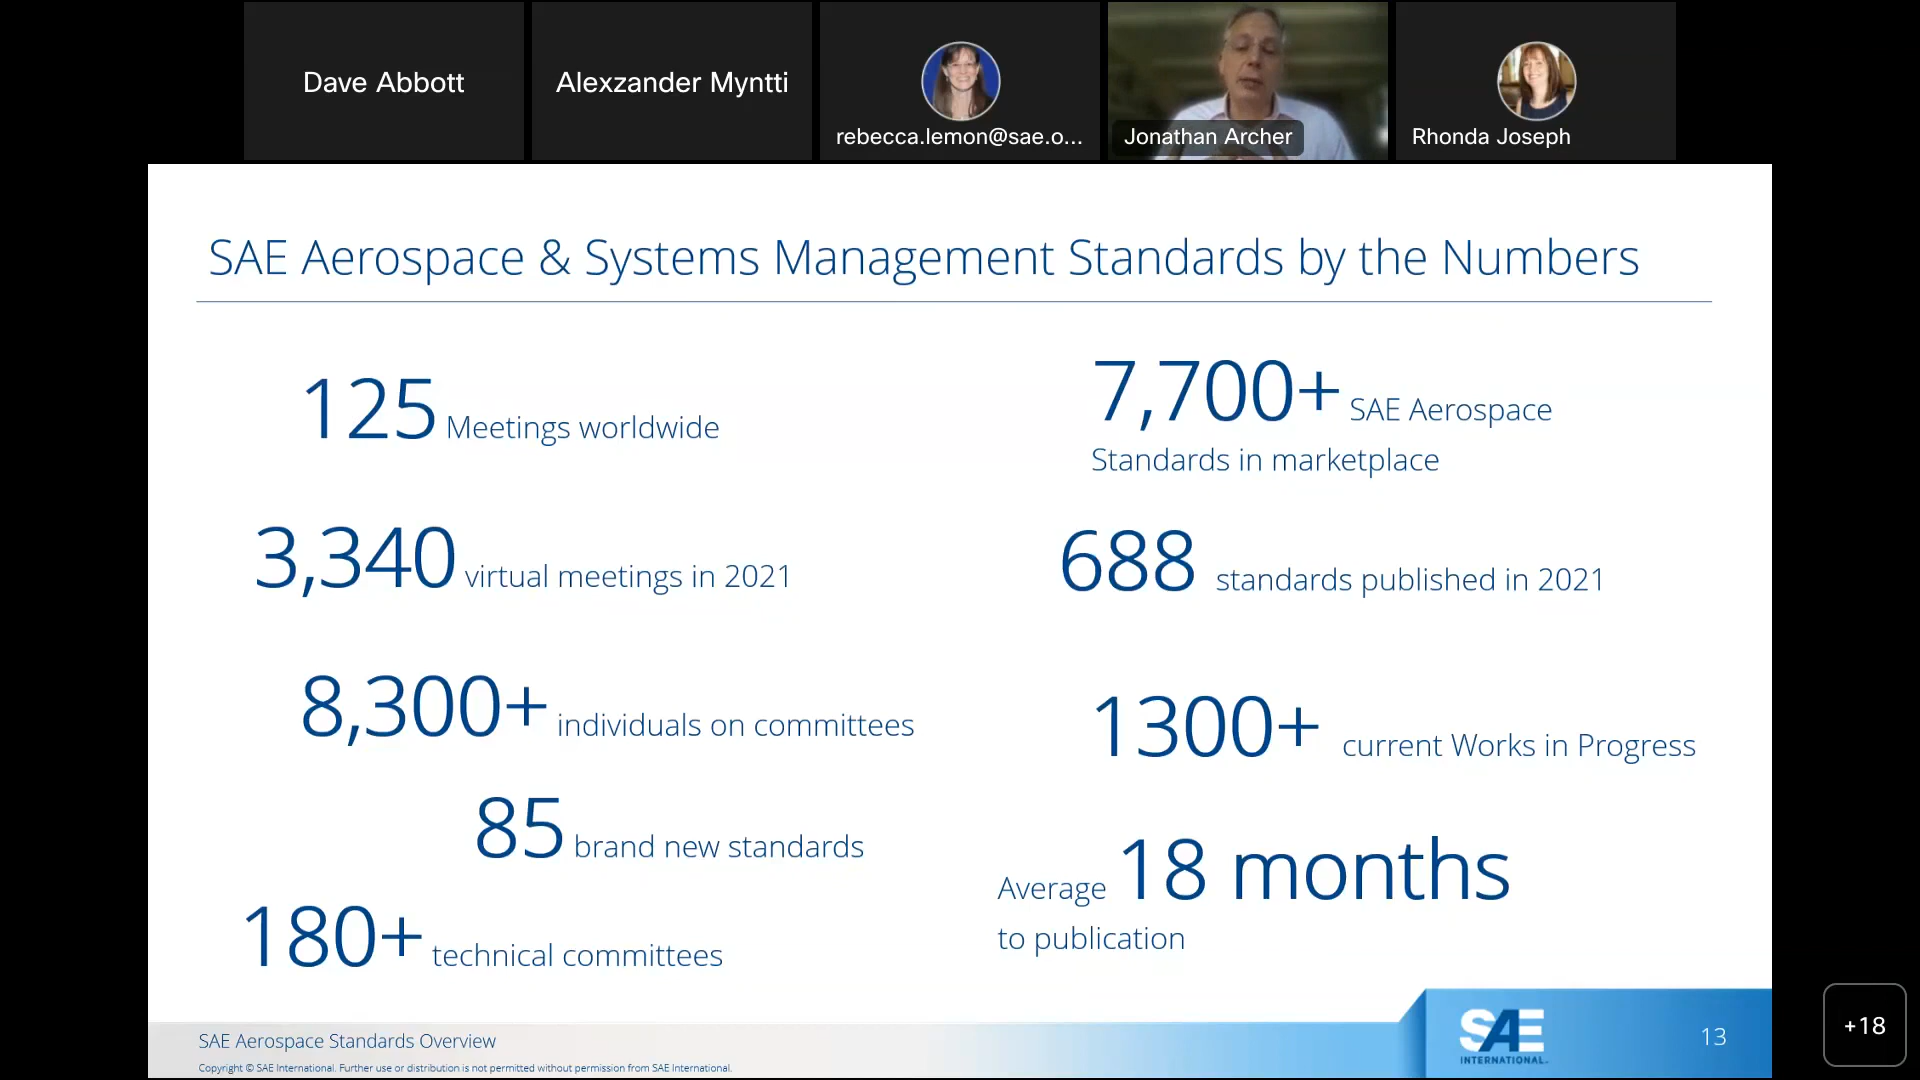 Dave Abbott
Alexzander Myntti
rebecca.lemon@sae.o...
Jonathan Archer
Rhonda Joseph
SAE Aerospace & Systems Management Standards by the Numbers
125 Meetings worldwide
3,340 virtual meetings in 2021
8,300+ individuals on committees
85 brand new standards
180+ technical committees
7,700+ SAE Aerospace
Standards in marketplace
688 standards published in 2021
1300+ current Works in Progress
Average 18 months
to publication
SAE Aerospace Standards Overview
Copyright © SAE International. Further use or distribution is not permitted without permission from SAE International.
SAE
INTERNATIONAL.
13
+18